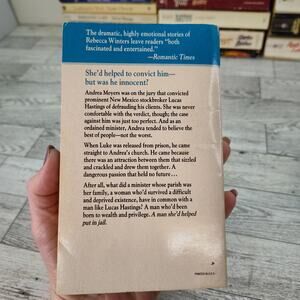 The dramatic, highly emotional stories of
Rebecca Winters leave readers "both
fascinated and entertained."
—Romantic Times
She'd helped to convict him—
but was he innocent?
Andrea Meyers was on the jury that convicted
prominent New Mexico stockbroker Lucas
Hastings of defrauding his clients. She was never
comfortable with the verdict, though; the case
against him was just too perfect. And as an
ordained minister, Andrea tended to believe the
best—not the worst.
When Luke was released from prison, he came
straight to Andrea's church. He came because
there was an attraction between them that sizzled
and crackled and drew them together. A
dangerous passion that held no future . . .
After all, what did a minister whose parish was
her family, a woman who'd survived a difficult
and deprived existence, have in common with a
man like Lucas Hastings? A man who'd been
born to wealth and privilege. A man she'd helped
put in jail.
PRINTED IN U.S.A.